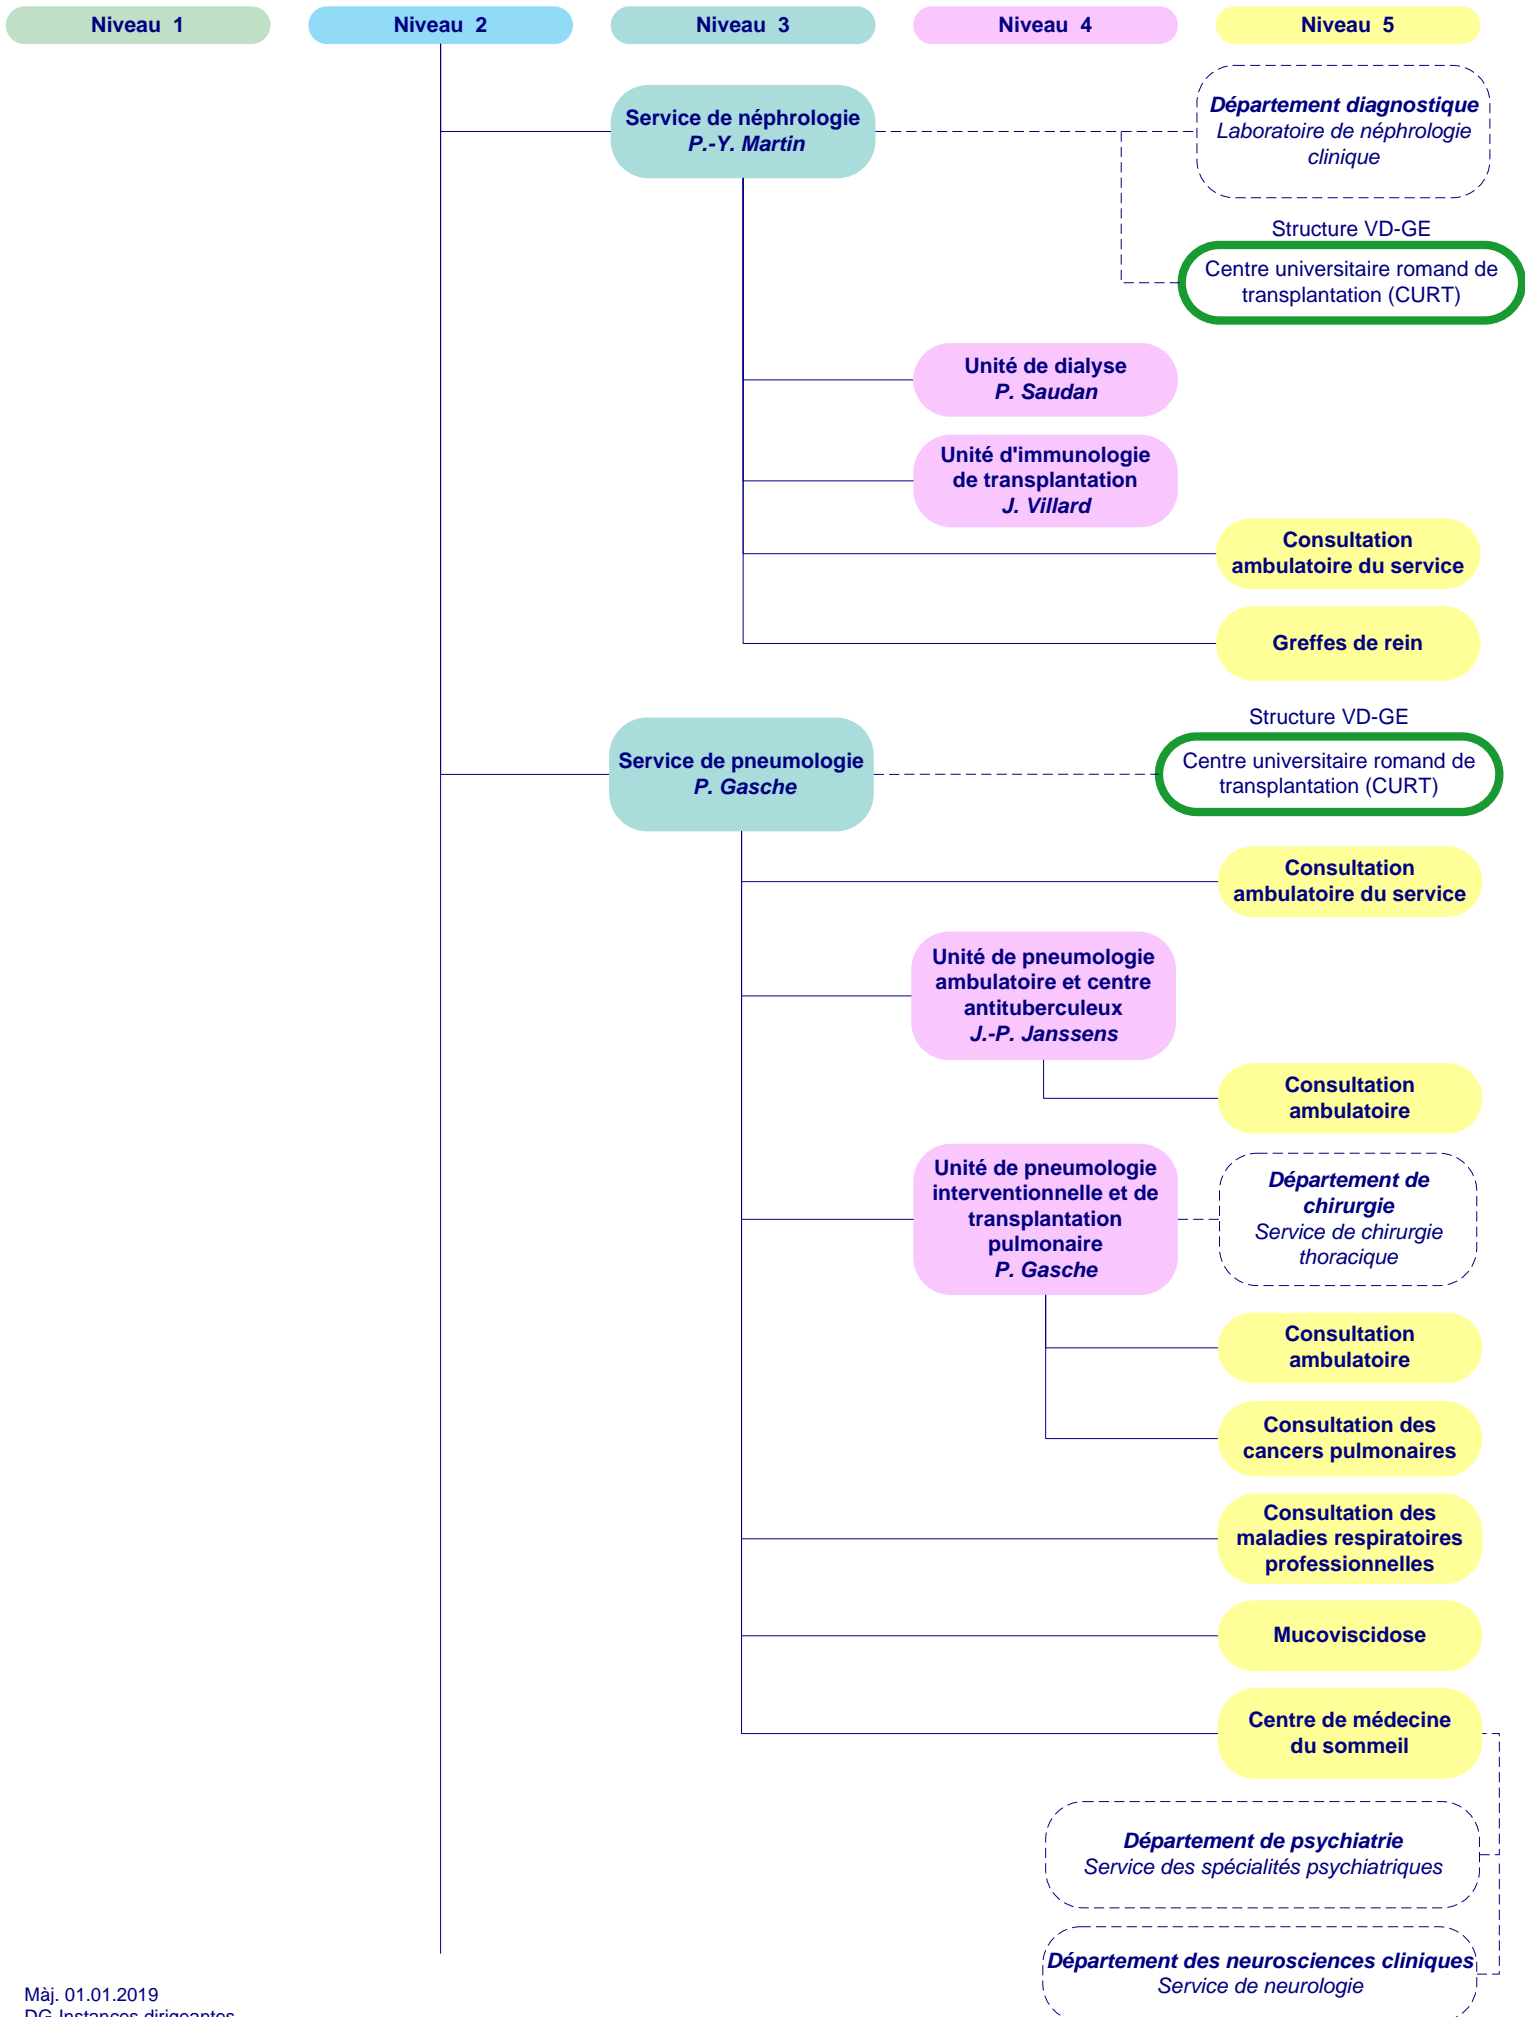 Niveau 1
Niveau 2
Niveau 3
Niveau 4
Niveau 5
Service de néphrologie
P.-Y. Martin
Département diagnostique
Laboratoire de néphrologie
clinique
Structure VD-GE
Centre universitaire romand de
transplantation (CURT)
Unité de dialyse
P. Saudan
Unité d'immunologie
de transplantation
J. Villard
Consultation
ambulatoire du service
Greffes de rein
Structure VD-GE
Service de pneumologie
P. Gasche
Centre universitaire romand de
transplantation (CURT)
Consultation
ambulatoire du service
Unité de pneumologie
ambulatoire et centre
antituberculeux
J.-P. Janssens
Consultation
ambulatoire
Unité de pneumologie
interventionnelle et de
transplantation
pulmonaire
P. Gasche
Département de
chirurgie
Service de chirurgie
thoracique
Consultation
ambulatoire
Consultation des
cancers pulmonaires
Consultation des
maladies respiratoires
professionnelles
Mucoviscidose
Centre de médecine
du sommeil
Département de psychiatrie
Service des spécialités psychiatriques
Département des neurosciences cliniques
Service de neurologie
Màj. 01.01.2019
DG-Instances dirigeantes